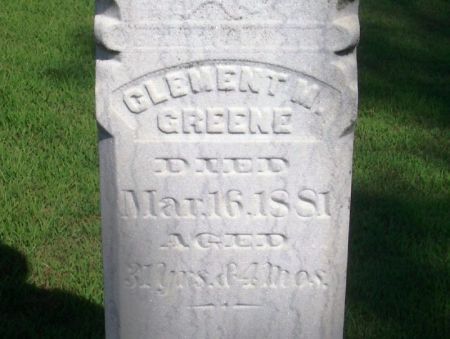 CLEMENT M.
GREENE
DIED
Mar. 16. 1881
AGED
31 yrs. & 4 mos.